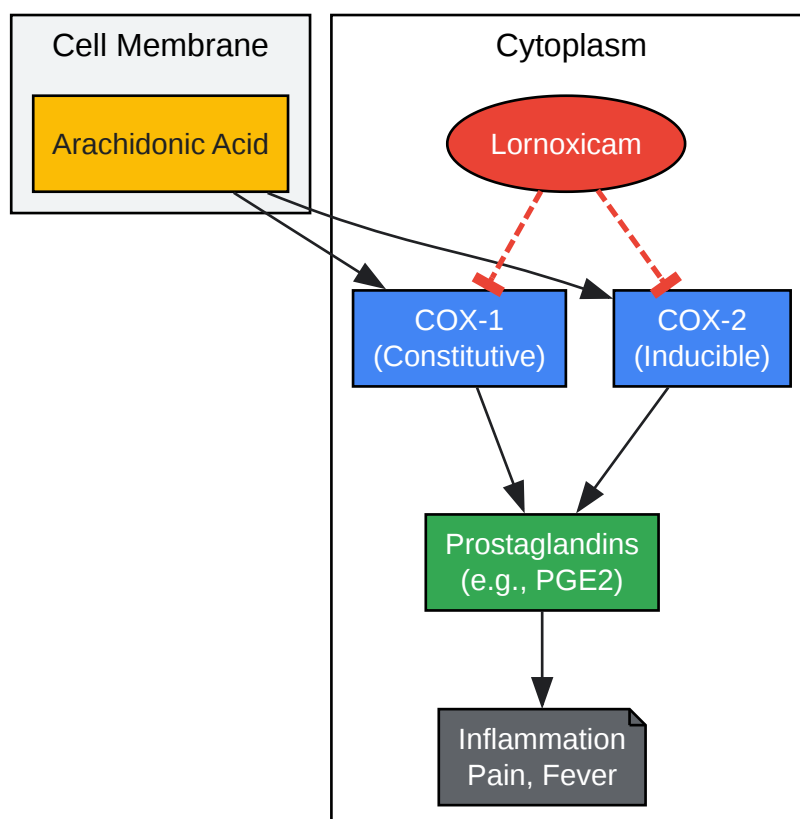 Cell Membrane
Cytoplasm
Arachidonic Acid
Lornoxicam
COX-1
(Constitutive)
COX-2
(Inducible)
Prostaglandins
(e.g., PGE2)
Inflammation
Pain, Fever